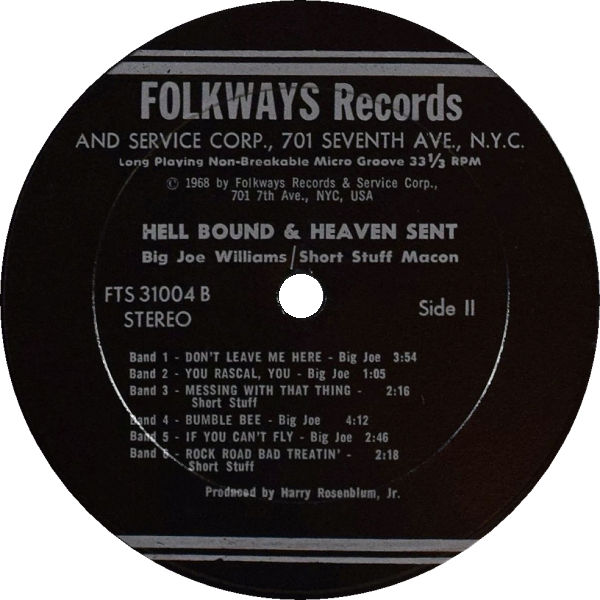 FOLKWAYS Records
AND SERVICE CORP., 701 SEVENTH AVE., N.Y.C.
Long Playing Non-Breakable Micro Groove 33 1/3 RPM
© 1968 by Folkways Records & Service Corp.,
701 7th Ave., NYC, USA
HELL BOUND & HEAVEN SENT
Big Joe Williams/Short Stuff Macon
FTS 31004 B
STEREO
Side II
Band 1 - DON'T LEAVE ME HERE - Big Joe 3:54
Band 2 - YOU RASCAL, YOU - Big Joe 1:05
Band 3 - MESSING WITH THAT THING - 2:16
Short Stuff
Band 4 - BUMBLE BEE - Big Joe 4:12
Band 5 - IF YOU CAN'T FLY - Big Joe 2:46
Band 6 - ROCK ROAD BAD TREATIN' - 2:18
Short Stuff
Produced by Harry Rosenblum, Jr.